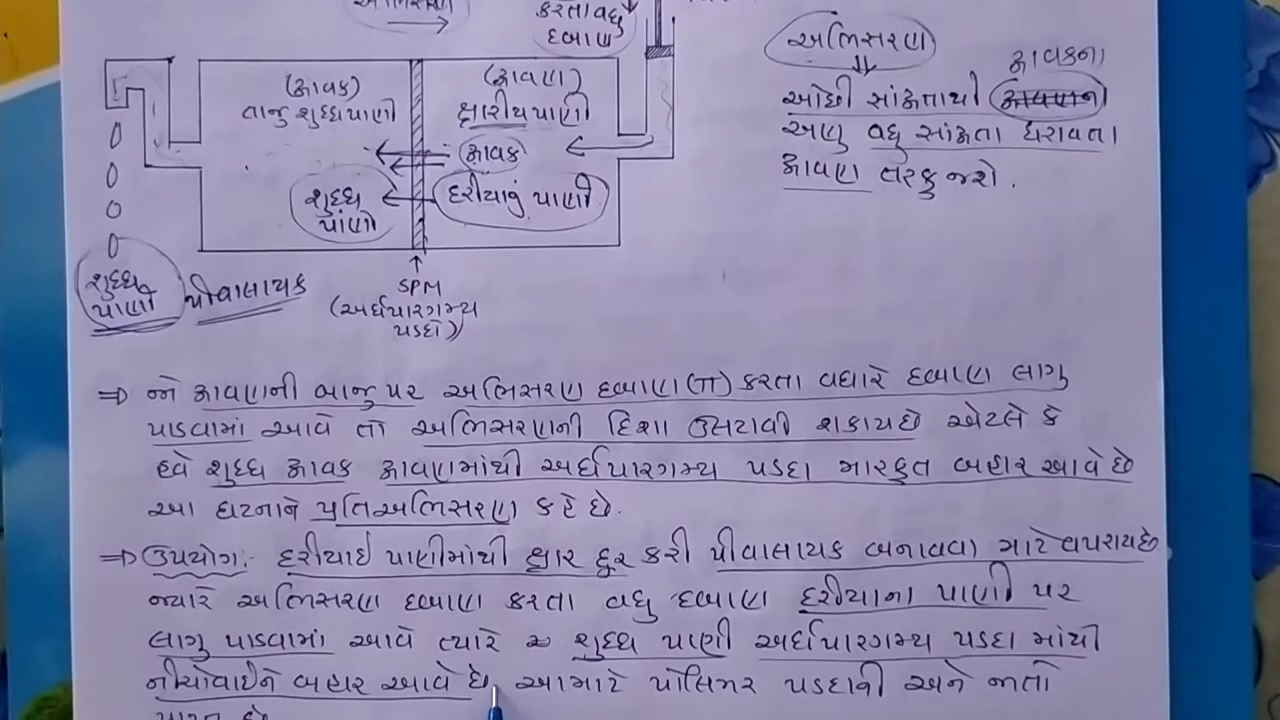 અભિસરણ
કરતા વધુ
દબાણ
(દ્રાવક)
તાજુ શુધ્ધ પાણી
(દ્રાવણ)
ક્ષારીય પાણી
દ્રાવક
શુધ્ધ
પાણી
દરીયાનું પાણી
શુધ્ધ
પાણી
પીવાલાયક
SPM
(અર્ધપારગમ્ય
પડદો)
અભિસરણ
દ્રાવકના
ઓછી સાંદ્રતાથી
અણુ વધુ સાંદ્રતા ધરાવતા
દ્રાવણ તરફ જશે.
⇒ જો દ્રાવણની બાજુ પર અભિસરણ દબાણ(π) કરતા વધારે દબાણ લાગુ
પાડવામાં આવે તો અભિસરણની દિશા ઉલટાવી શકાય છે એટલે કે
હવે શુધ્ધ દ્રાવક દ્રાવણમાંથી અર્ધપારગમ્ય પડદા મારફત બહાર આવે છે
આ ઘટનાને પ્રતિઅભિસરણ કહે છે.
⇒ ઉપયોગ:- દરીયાઈ પાણીમાંથી ક્ષાર દુર કરી પીવાલાયક બનાવવા માટે વપરાય છે
જ્યારે અભિસરણ દબાણ કરતા વધુ દબાણ દરીયાના પાણી પર
લાગુ પાડવામાં આવે ત્યારે શુધ્ધ પાણી અર્ધપારગમ્ય પડદા માંથી
નીચોવાઈને બહાર આવે છે, આ માટે પોલિમર પડદાની અને જાતો